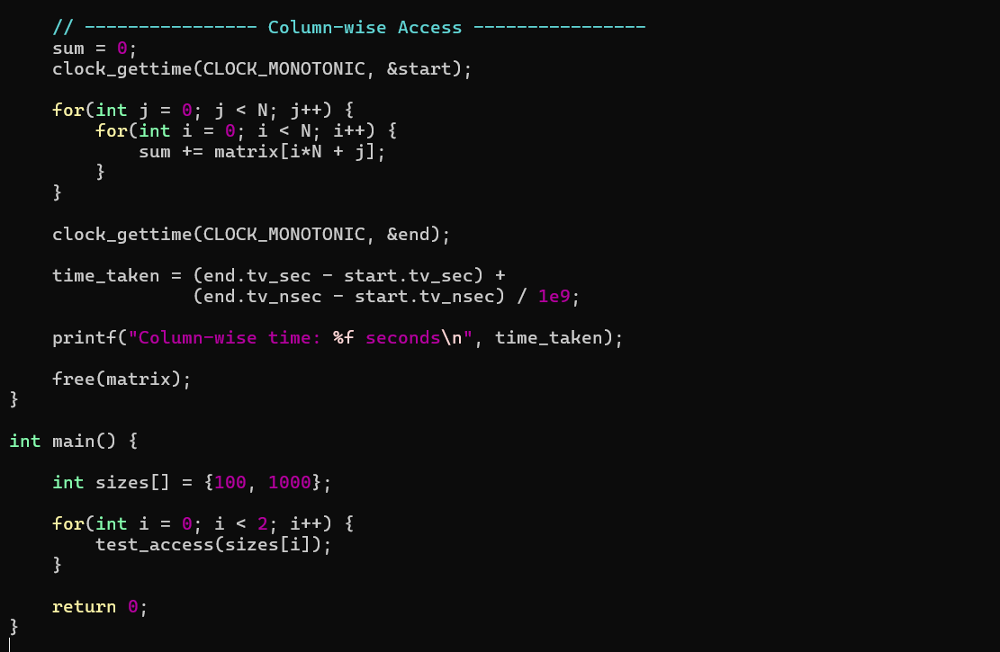 // ---------------- Column-wise Access ----------------
sum = 0;
clock_gettime(CLOCK_MONOTONIC, &start);
for(int j = 0; j < N; j++) {
for(int i = 0; i < N; i++) {
sum += matrix[i*N + j];
}
}
clock_gettime(CLOCK_MONOTONIC, &end);
time_taken = (end.tv_sec - start.tv_sec) +
(end.tv_nsec - start.tv_nsec) / 1e9;
printf("Column-wise time: %f seconds\n", time_taken);
free(matrix);
}
int main() {
int sizes[] = {100, 1000};
for(int i = 0; i < 2; i++) {
test_access(sizes[i]);
}
return 0;
}